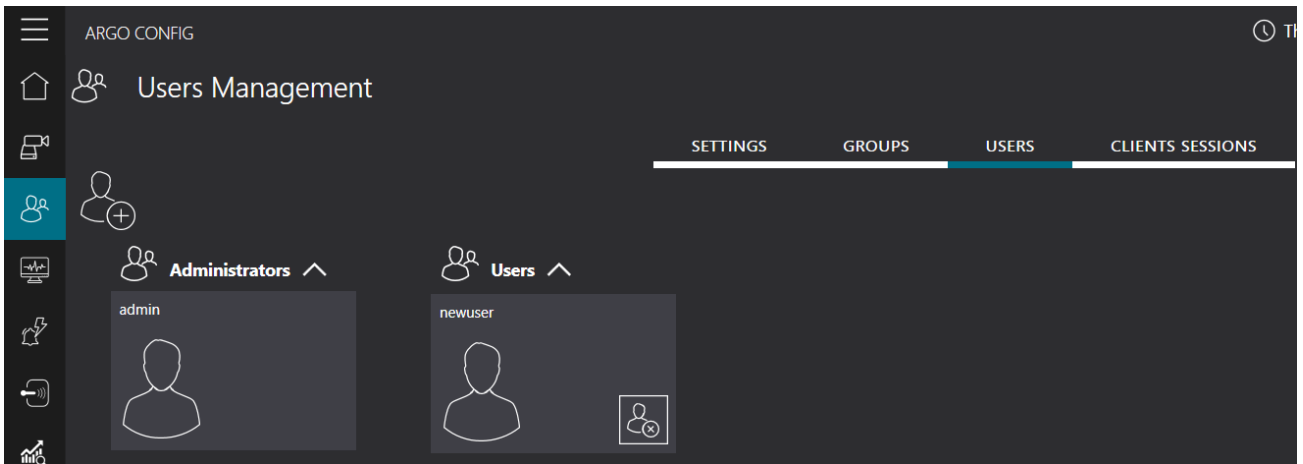 ARGO CONFIG
Users Management
SETTINGS GROUPS USERS CLIENTS SESSIONS
Administrators Users
admin newuser